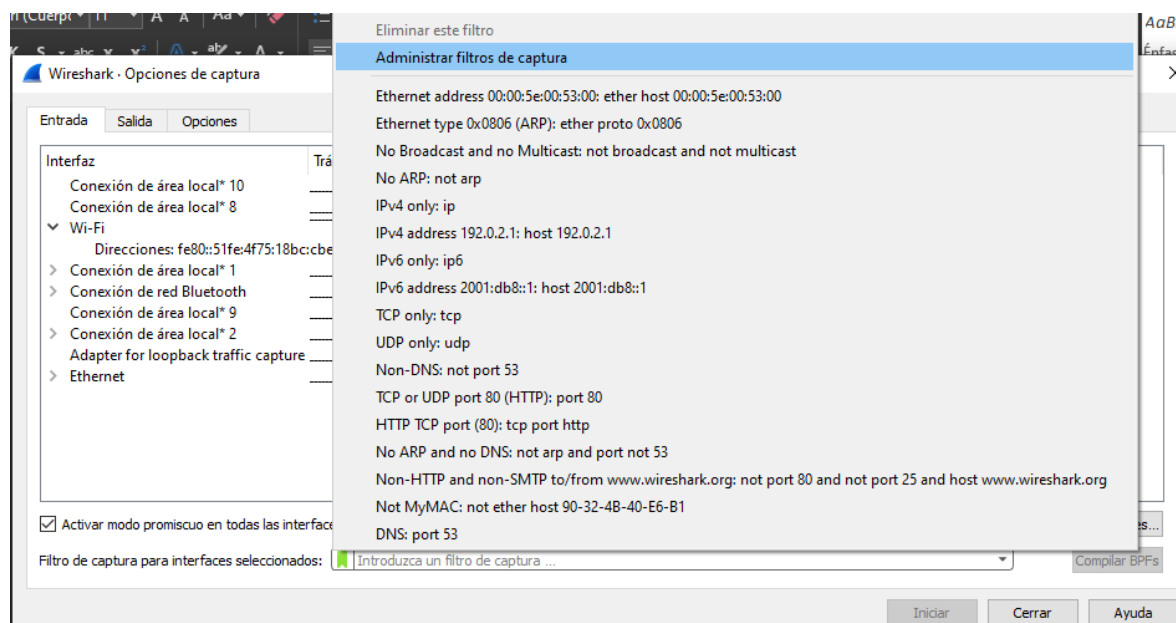 n (Cuerpo 11 A A Aa
K S abc x x² A ab A
AaB
Énfas
Eliminar este filtro
Administrar filtros de captura
Wireshark · Opciones de captura
Entrada Salida Opciones
Interfaz Trá
Conexión de área local* 10
Conexión de área local* 8
Wi-Fi
Direcciones: fe80::51fe:4f75:18bc:cbe
Conexión de área local* 1
Conexión de red Bluetooth
Conexión de área local* 9
Conexión de área local* 2
Adapter for loopback traffic capture
Ethernet
Ethernet address 00:00:5e:00:53:00: ether host 00:00:5e:00:53:00
Ethernet type 0x0806 (ARP): ether proto 0x0806
No Broadcast and no Multicast: not broadcast and not multicast
No ARP: not arp
IPv4 only: ip
IPv4 address 192.0.2.1: host 192.0.2.1
IPv6 only: ip6
IPv6 address 2001:db8::1: host 2001:db8::1
TCP only: tcp
UDP only: udp
Non-DNS: not port 53
TCP or UDP port 80 (HTTP): port 80
HTTP TCP port (80): tcp port http
No ARP and no DNS: not arp and port not 53
Non-HTTP and non-SMTP to/from www.wireshark.org: not port 80 and not port 25 and host www.wireshark.org
Not MyMAC: not ether host 90-32-4B-40-E6-B1
DNS: port 53
Activar modo promiscuo en todas las interface
es...
Filtro de captura para interfaces seleccionados: Introduzca un filtro de captura ... Compilar BPFs
Iniciar Cerrar Ayuda